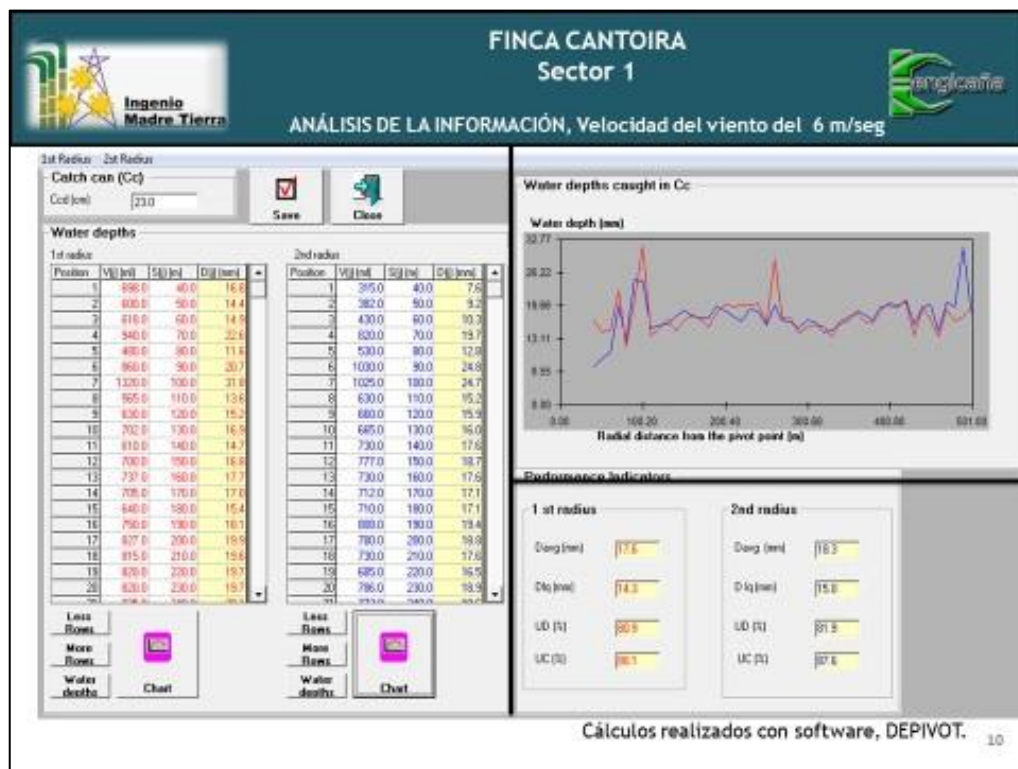 FINCA CANTOIRA
Sector 1
Ingenio
Madre Tierra
engicaña
ANÁLISIS DE LA INFORMACIÓN, Velocidad del viento del 6 m/seg
1st Radius 2st Radius
Catch can (Cc)
Ccd (cm) 23.0
Save
Close
Water depths
1st radius
Position V(j) (ml) S(j) (m) D(j) (mm)
1 698.0 40.0 16.8
2 600.0 50.0 14.4
3 618.0 60.0 14.9
4 940.0 70.0 22.6
5 480.0 80.0 11.6
6 860.0 90.0 20.7
7 1320.0 100.0 31.8
8 565.0 110.0 13.6
9 630.0 120.0 15.2
10 702.0 130.0 16.9
11 610.0 140.0 14.7
12 700.0 150.0 16.8
13 737.0 160.0 17.7
14 705.0 170.0 17.0
15 640.0 180.0 15.4
16 750.0 190.0 18.1
17 827.0 200.0 19.9
18 815.0 210.0 19.6
19 820.0 220.0 19.7
20 820.0 230.0 19.7
2nd radius
Position V(j) (ml) S(j) (m) D(j) (mm)
1 315.0 40.0 7.6
2 382.0 50.0 9.2
3 430.0 60.0 10.3
4 820.0 70.0 19.7
5 530.0 80.0 12.8
6 1030.0 90.0 24.8
7 1025.0 100.0 24.7
8 630.0 110.0 15.2
9 660.0 120.0 15.9
10 665.0 130.0 16.0
11 730.0 140.0 17.6
12 777.0 150.0 18.7
13 730.0 160.0 17.6
14 712.0 170.0 17.1
15 710.0 180.0 17.1
16 190.0 19.4
17 780.0 200.0 18.8
18 730.0 210.0 17.6
19 685.0 220.0 16.5
20 786.0 230.0 18.9
Less
Rows
More
Rows
Water
depths
Chart
Less
Rows
More
Rows
Water
depths
Chart
Water depths caught in Cc
Water depth (mm)
32.77
26.22
19.66
13.11
6.55
0.00
0.00 100.20 200.40 300.60 400.80 501.00
Radial distance from the pivot point (m)
Performance Indicators
1 st radius
Davg (mm) 17.6
Dlq (mm) 14.3
UD (%) 80.9
UC (%)
2nd radius
Davg (mm) 18.3
Dlq (mm) 15.0
UD (%) 81.9
UC (%) 87.6
Cálculos realizados con software, DEPIVOT.
10